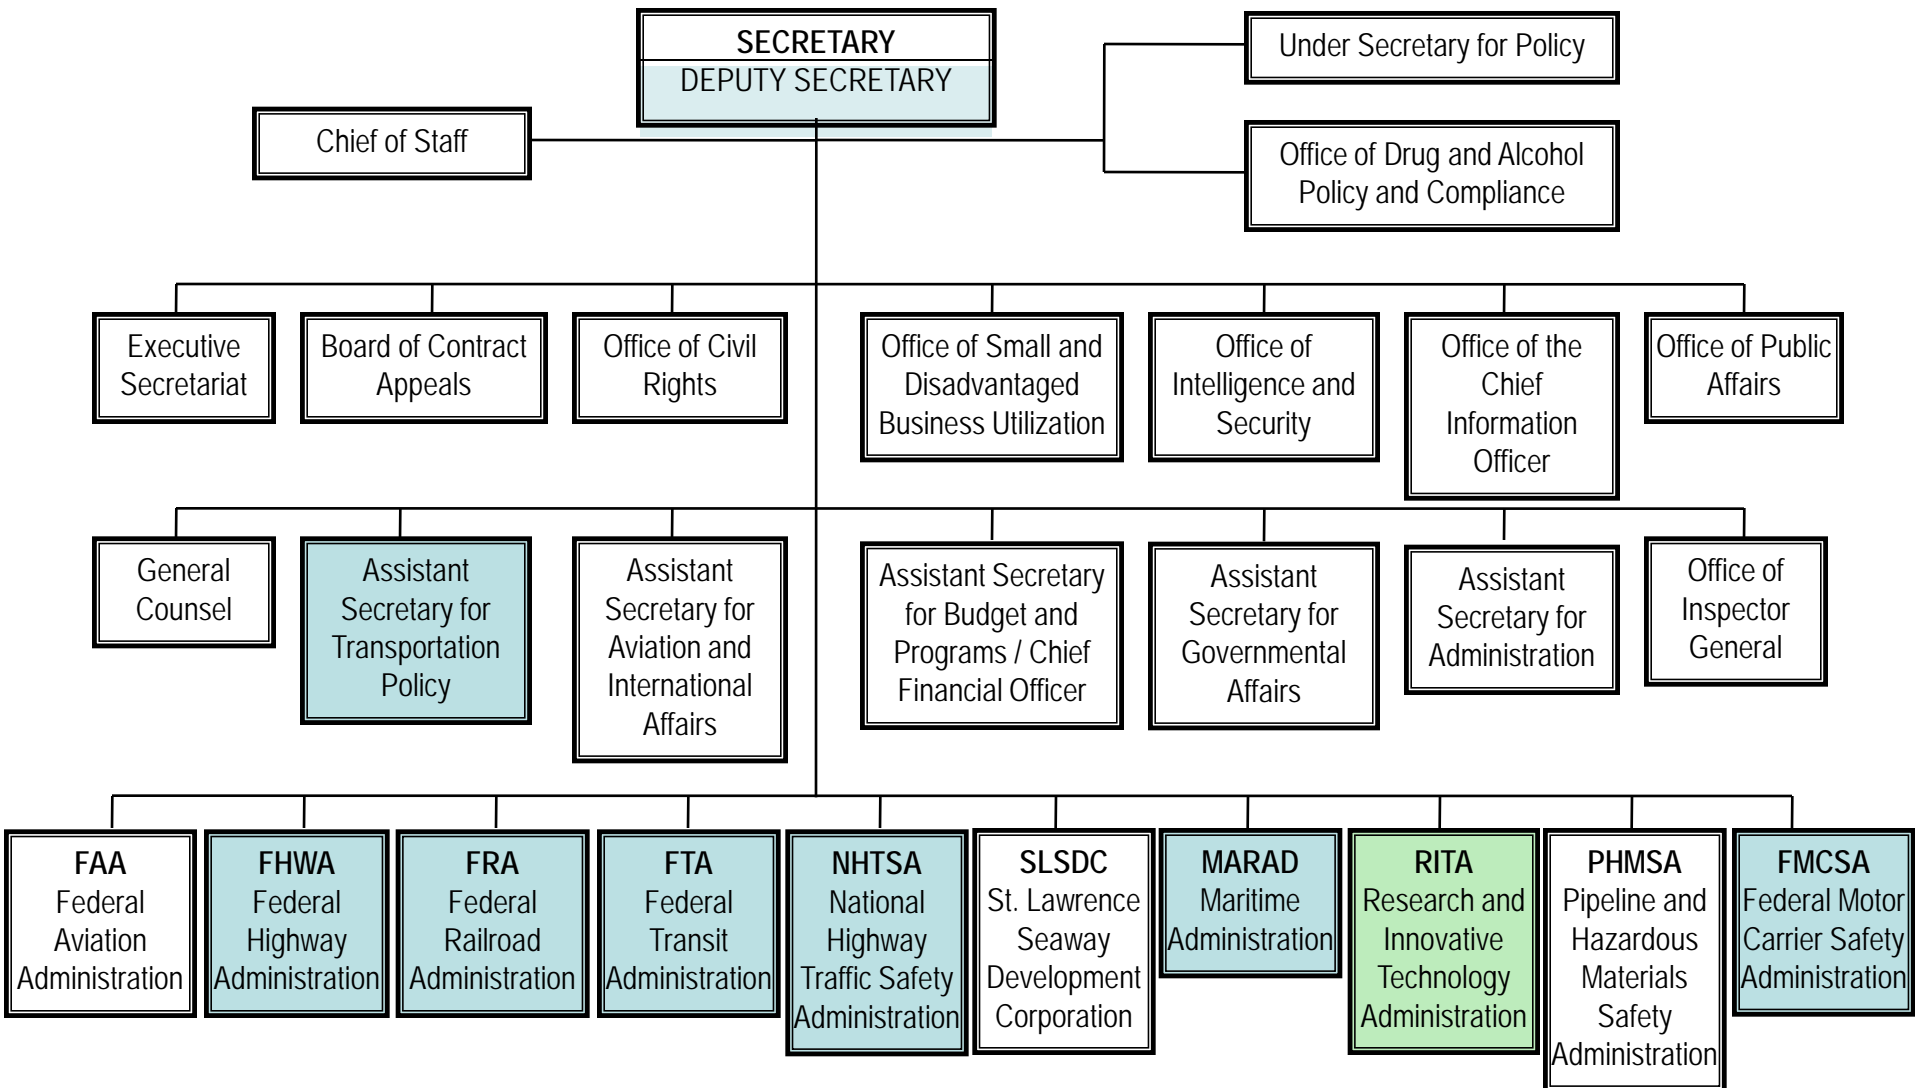 SECRETARY
DEPUTY SECRETARY
Under Secretary for Policy
Chief of Staff
Office of Drug and Alcohol
Policy and Compliance
Executive
Secretariat
Board of Contract
Appeals
Office of Civil
Rights
Office of Small and
Disadvantaged
Business Utilization
Office of
Intelligence and
Security
Office of the
Chief
Information
Officer
Office of Public
Affairs
General
Counsel
Assistant
Secretary for
Transportation
Policy
Assistant
Secretary for
Aviation and
International
Affairs
Assistant Secretary
for Budget and
Programs / Chief
Financial Officer
Assistant
Secretary for
Governmental
Affairs
Assistant
Secretary for
Administration
Office of
Inspector
General
FAA
Federal
Aviation
Administration
FHWA
Federal
Highway
Administration
FRA
Federal
Railroad
Administration
FTA
Federal
Transit
Administration
NHTSA
National
Highway
Traffic Safety
Administration
SLSDC
St. Lawrence
Seaway
Development
Corporation
MARAD
Maritime
Administration
RITA
Research and
Innovative
Technology
Administration
PHMSA
Pipeline and
Hazardous
Materials
Safety
Administration
FMCSA
Federal Motor
Carrier Safety
Administration